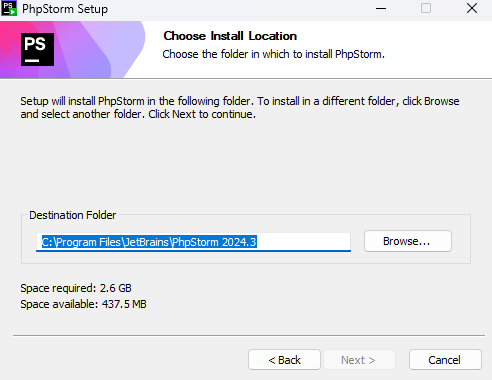 PhpStorm Setup
PS
Choose Install Location
Choose the folder in which to install PhpStorm.
Setup will install PhpStorm in the following folder. To install in a different folder, click Browse
and select another folder. Click Next to continue.
Destination Folder
C:\Program Files\JetBrains\PhpStorm 2024.3
Browse...
Space required: 2.6 GB
Space available: 437.5 MB
< Back
Next >
Cancel